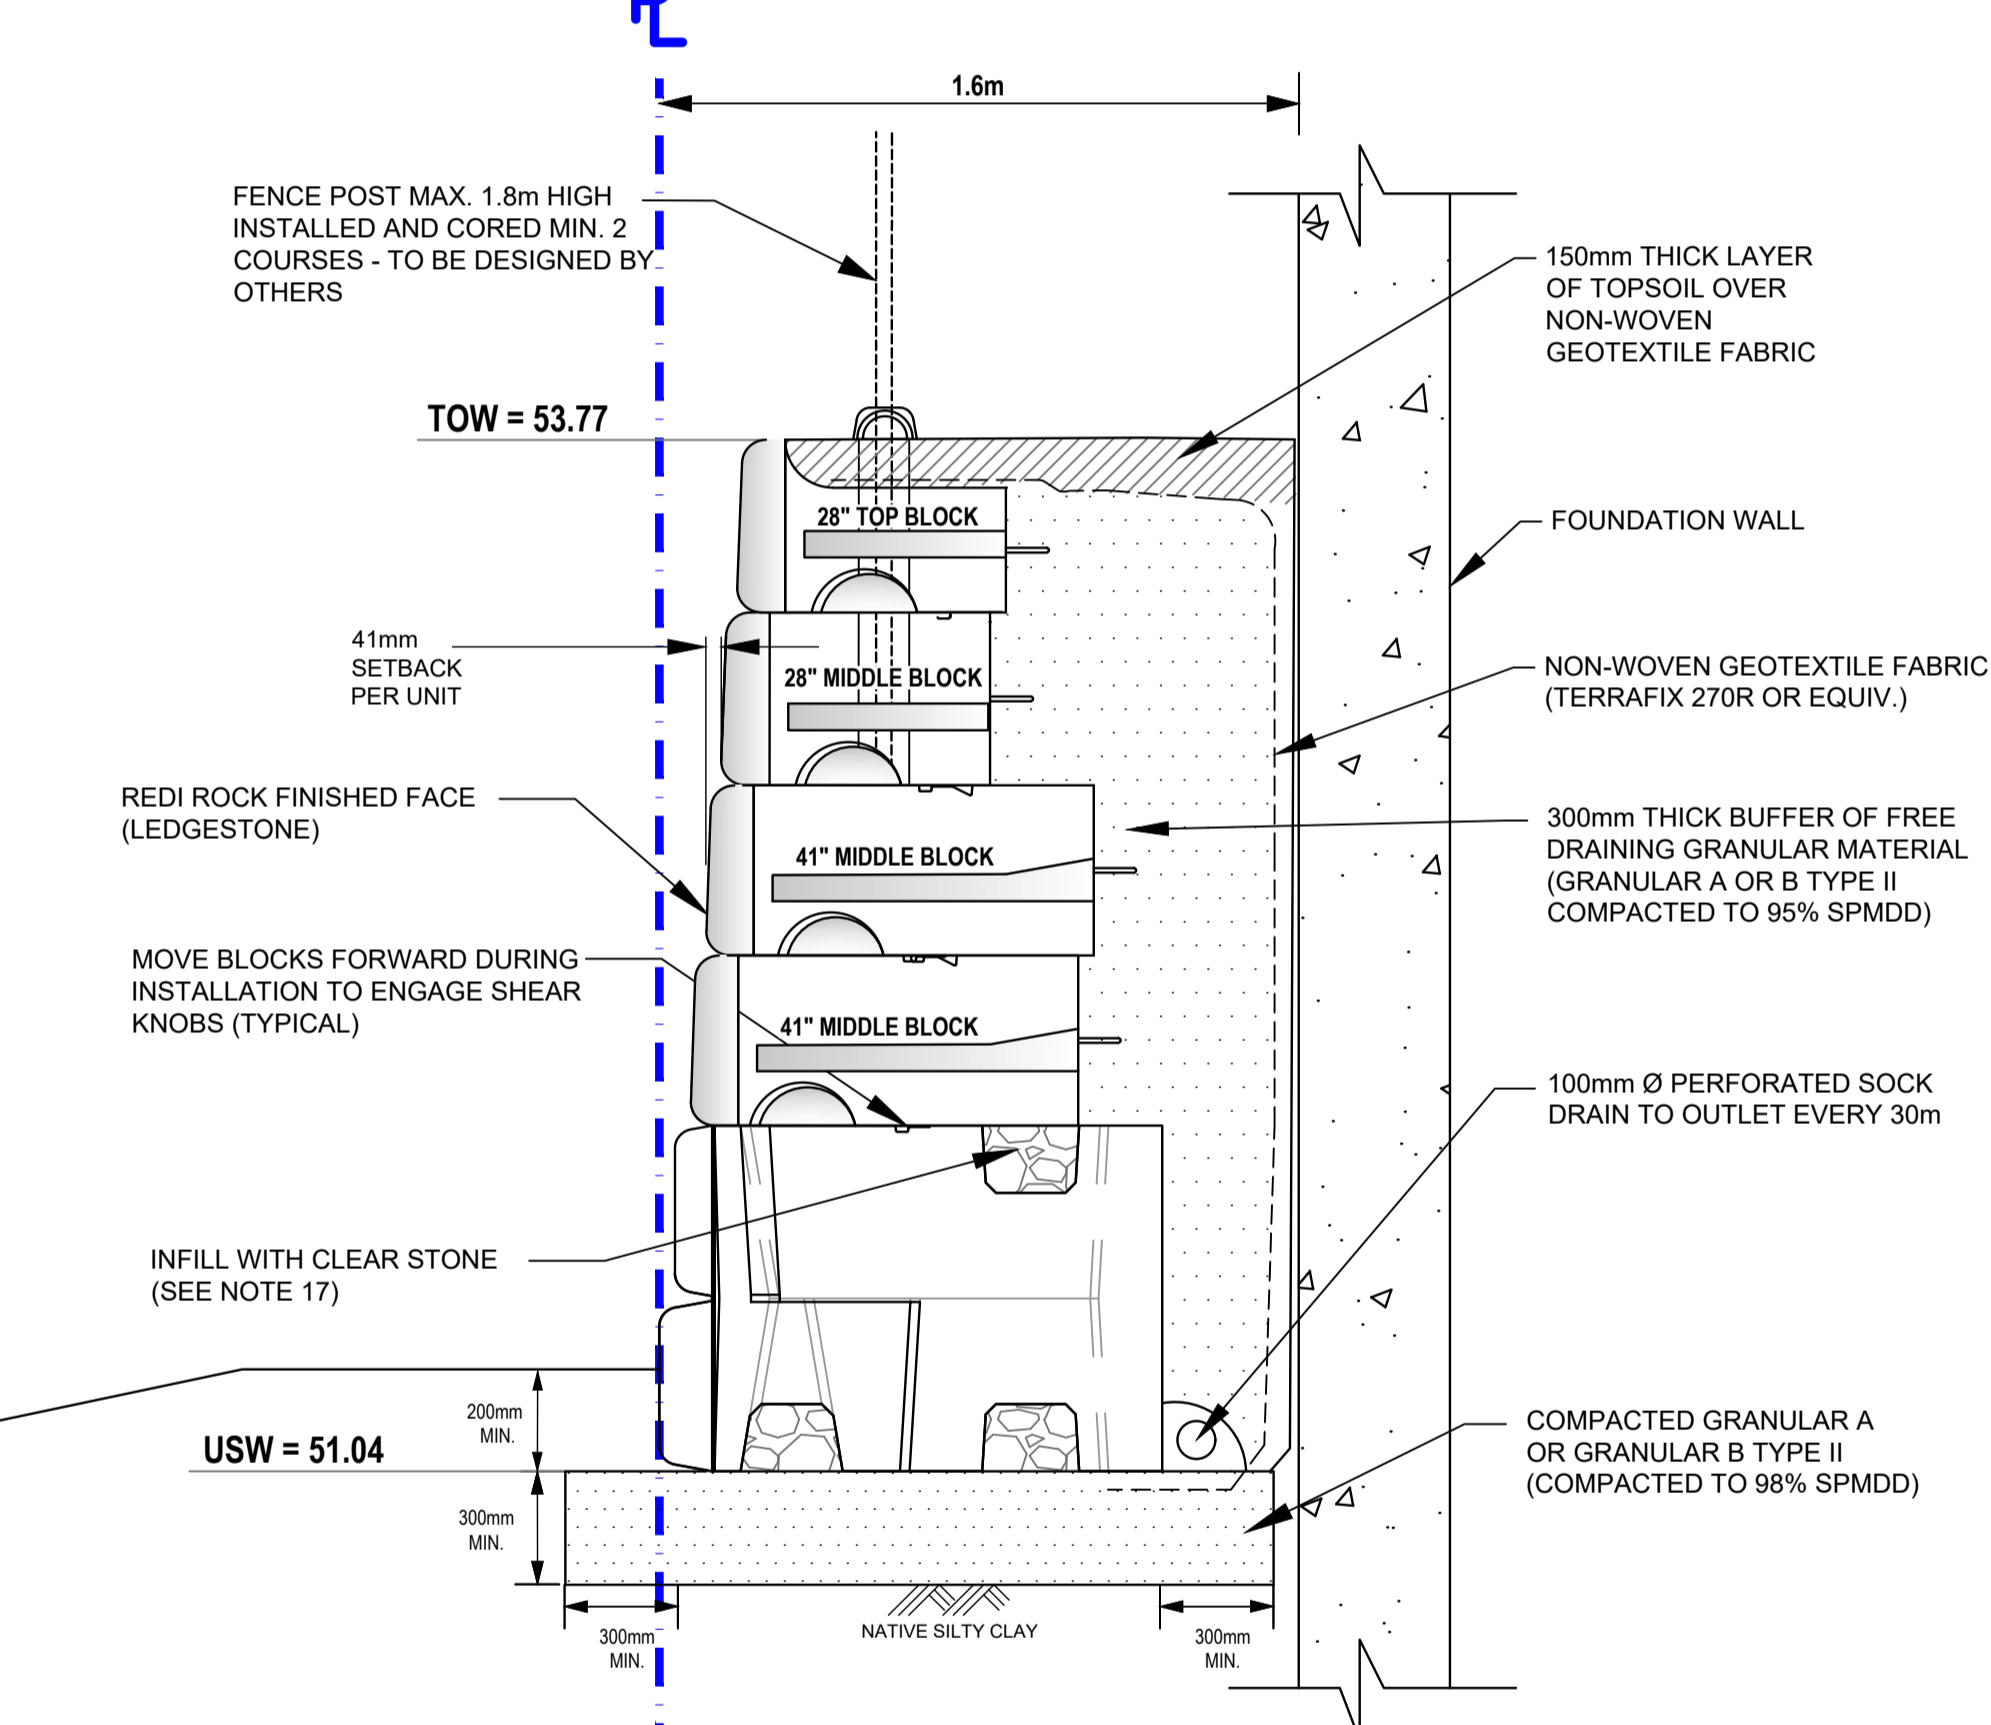 PL
1.6m
FENCE POST MAX. 1.8m HIGH
INSTALLED AND CORED MIN. 2
COURSES - TO BE DESIGNED BY
OTHERS
150mm THICK LAYER
OF TOPSOIL OVER
NON-WOVEN
GEOTEXTILE FABRIC
TOW = 53.77
28" TOP BLOCK
FOUNDATION WALL
41mm
SETBACK
PER UNIT
28" MIDDLE BLOCK
NON-WOVEN GEOTEXTILE FABRIC
(TERRAFIX 270R OR EQUIV.)
REDI ROCK FINISHED FACE
(LEDGESTONE)
41" MIDDLE BLOCK
300mm THICK BUFFER OF FREE
DRAINING GRANULAR MATERIAL
(GRANULAR A OR B TYPE II
COMPACTED TO 95% SPMDD)
MOVE BLOCKS FORWARD DURING
INSTALLATION TO ENGAGE SHEAR
KNOBS (TYPICAL)
41" MIDDLE BLOCK
100mm Ø PERFORATED SOCK
DRAIN TO OUTLET EVERY 30m
INFILL WITH CLEAR STONE
(SEE NOTE 17)
200mm
MIN.
USW = 51.04
COMPACTED GRANULAR A
OR GRANULAR B TYPE II
(COMPACTED TO 98% SPMDD)
300mm
MIN.
300mm
MIN.
NATIVE SILTY CLAY
300mm
MIN.